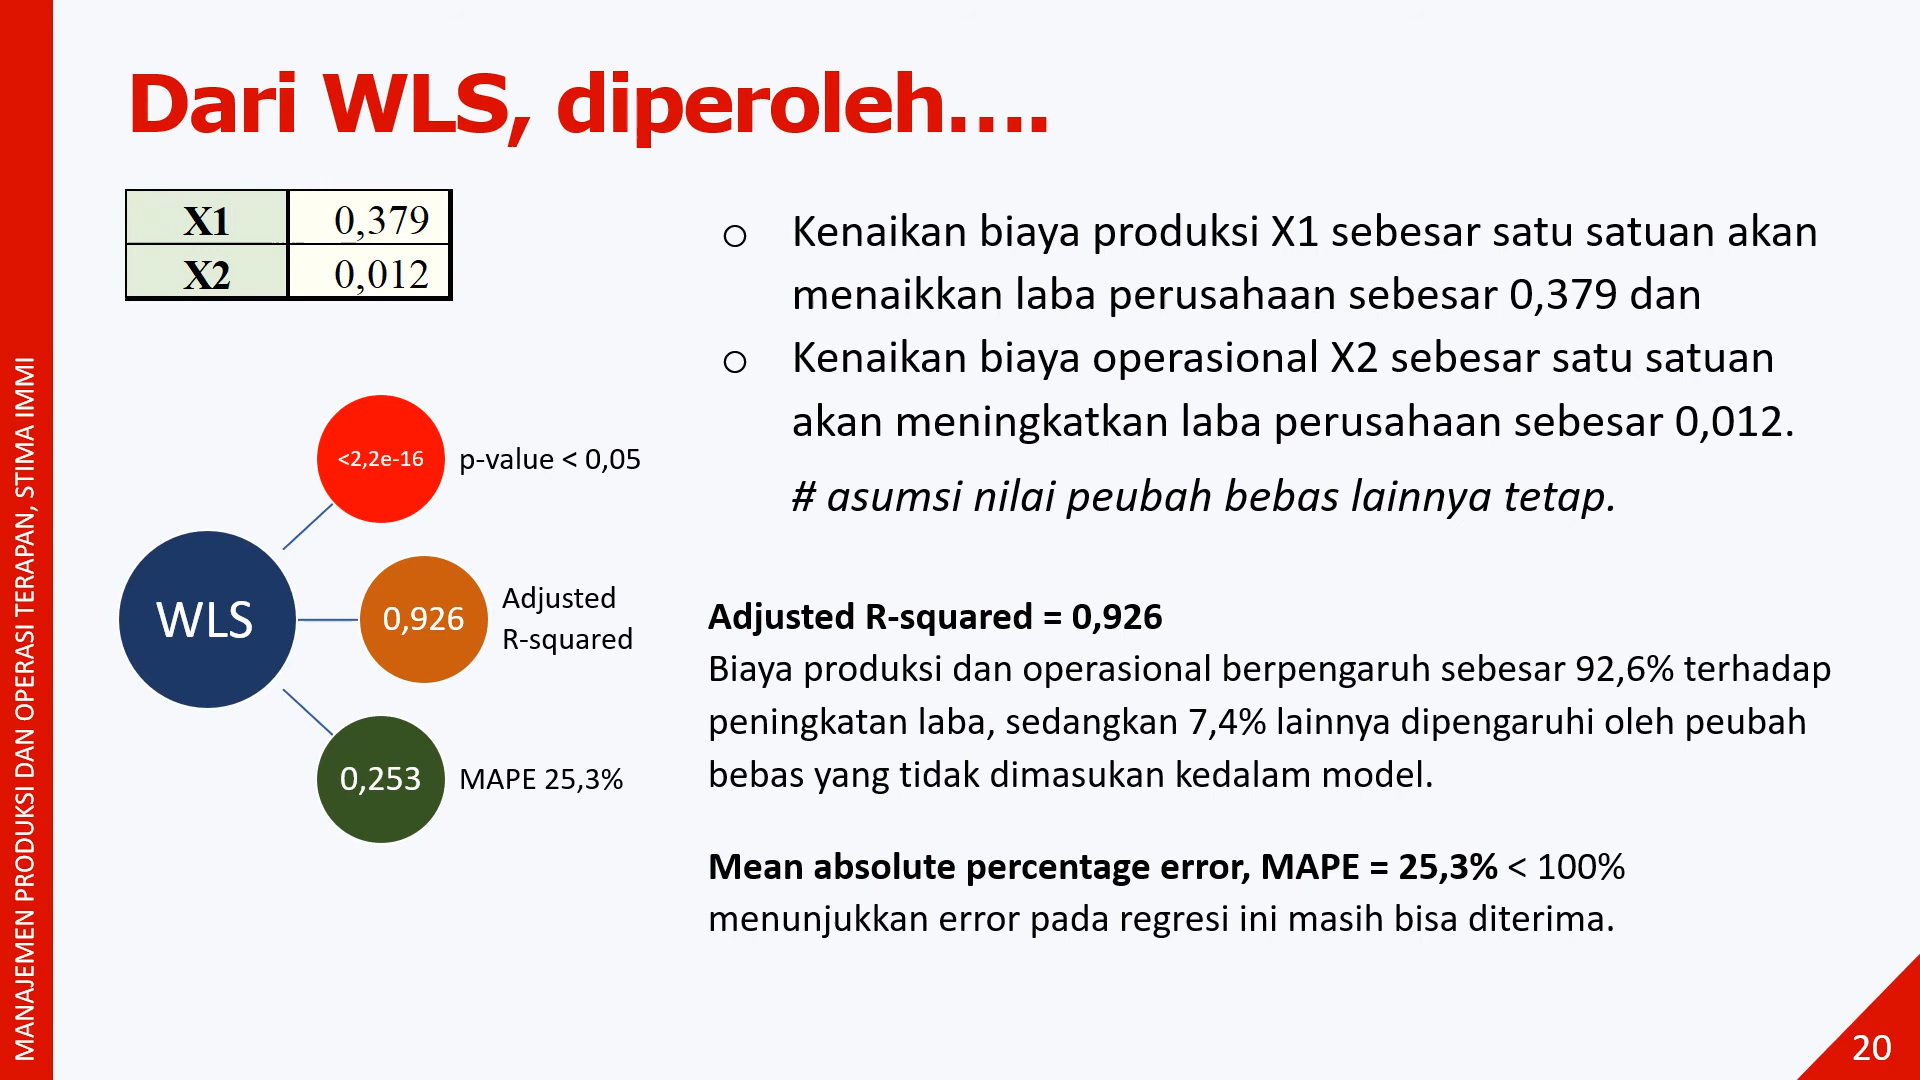 Dari WLS, diperoleh....
X1 0,379
X2 0,012
<2,2e-16
p-value < 0,05
WLS
0,926
Adjusted
R-squared
0,253
MAPE 25,3%
o Kenaikan biaya produksi X1 sebesar satu satuan akan
menaikkan laba perusahaan sebesar 0,379 dan
o Kenaikan biaya operasional X2 sebesar satu satuan
akan meningkatkan laba perusahaan sebesar 0,012.
# asumsi nilai peubah bebas lainnya tetap.
Adjusted R-squared = 0,926
Biaya produksi dan operasional berpengaruh sebesar 92,6% terhadap
peningkatan laba, sedangkan 7,4% lainnya dipengaruhi oleh peubah
bebas yang tidak dimasukan kedalam model.
Mean absolute percentage error, MAPE = 25,3% < 100%
menunjukkan error pada regresi ini masih bisa diterima.
MANAJEMEN PRODUKSI DAN OPERASI TERAPAN, STIMA IMMI
20